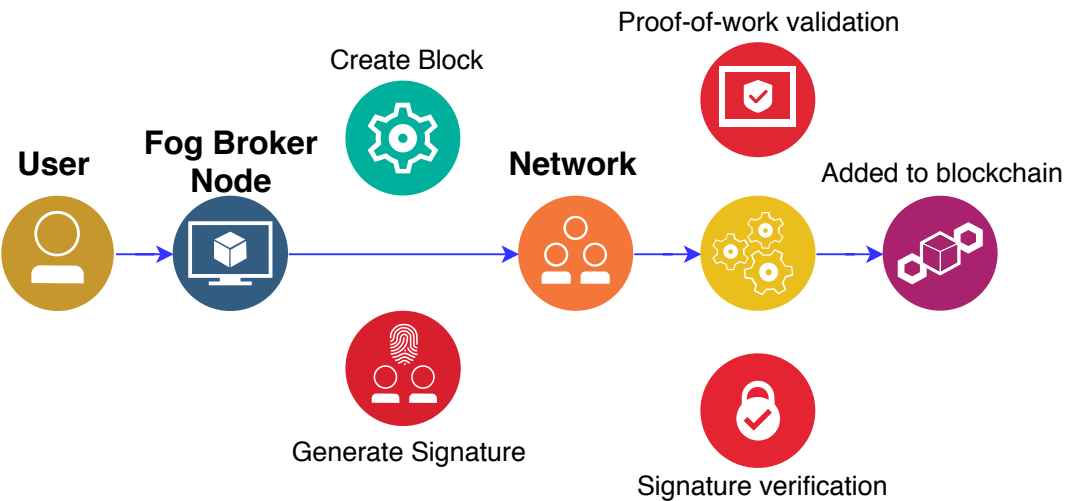 User
Fog Broker
Node
Create Block
Generate Signature
Network
Proof-of-work validation
Signature verification
Added to blockchain